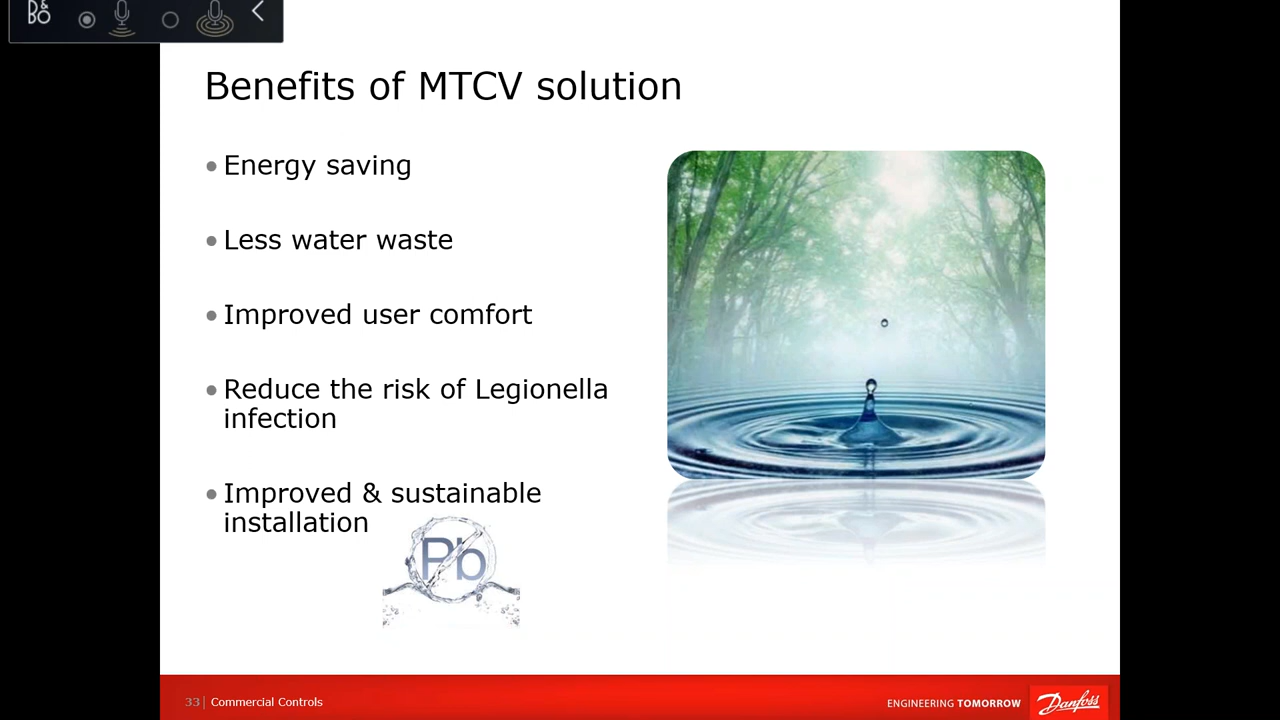 B&
BO
Benefits of MTCV solution
• Energy saving
• Less water waste
• Improved user comfort
• Reduce the risk of Legionella
infection
• Improved & sustainable
installation
Pb
33 | Commercial Controls
ENGINEERING TOMORROW
Danfoss